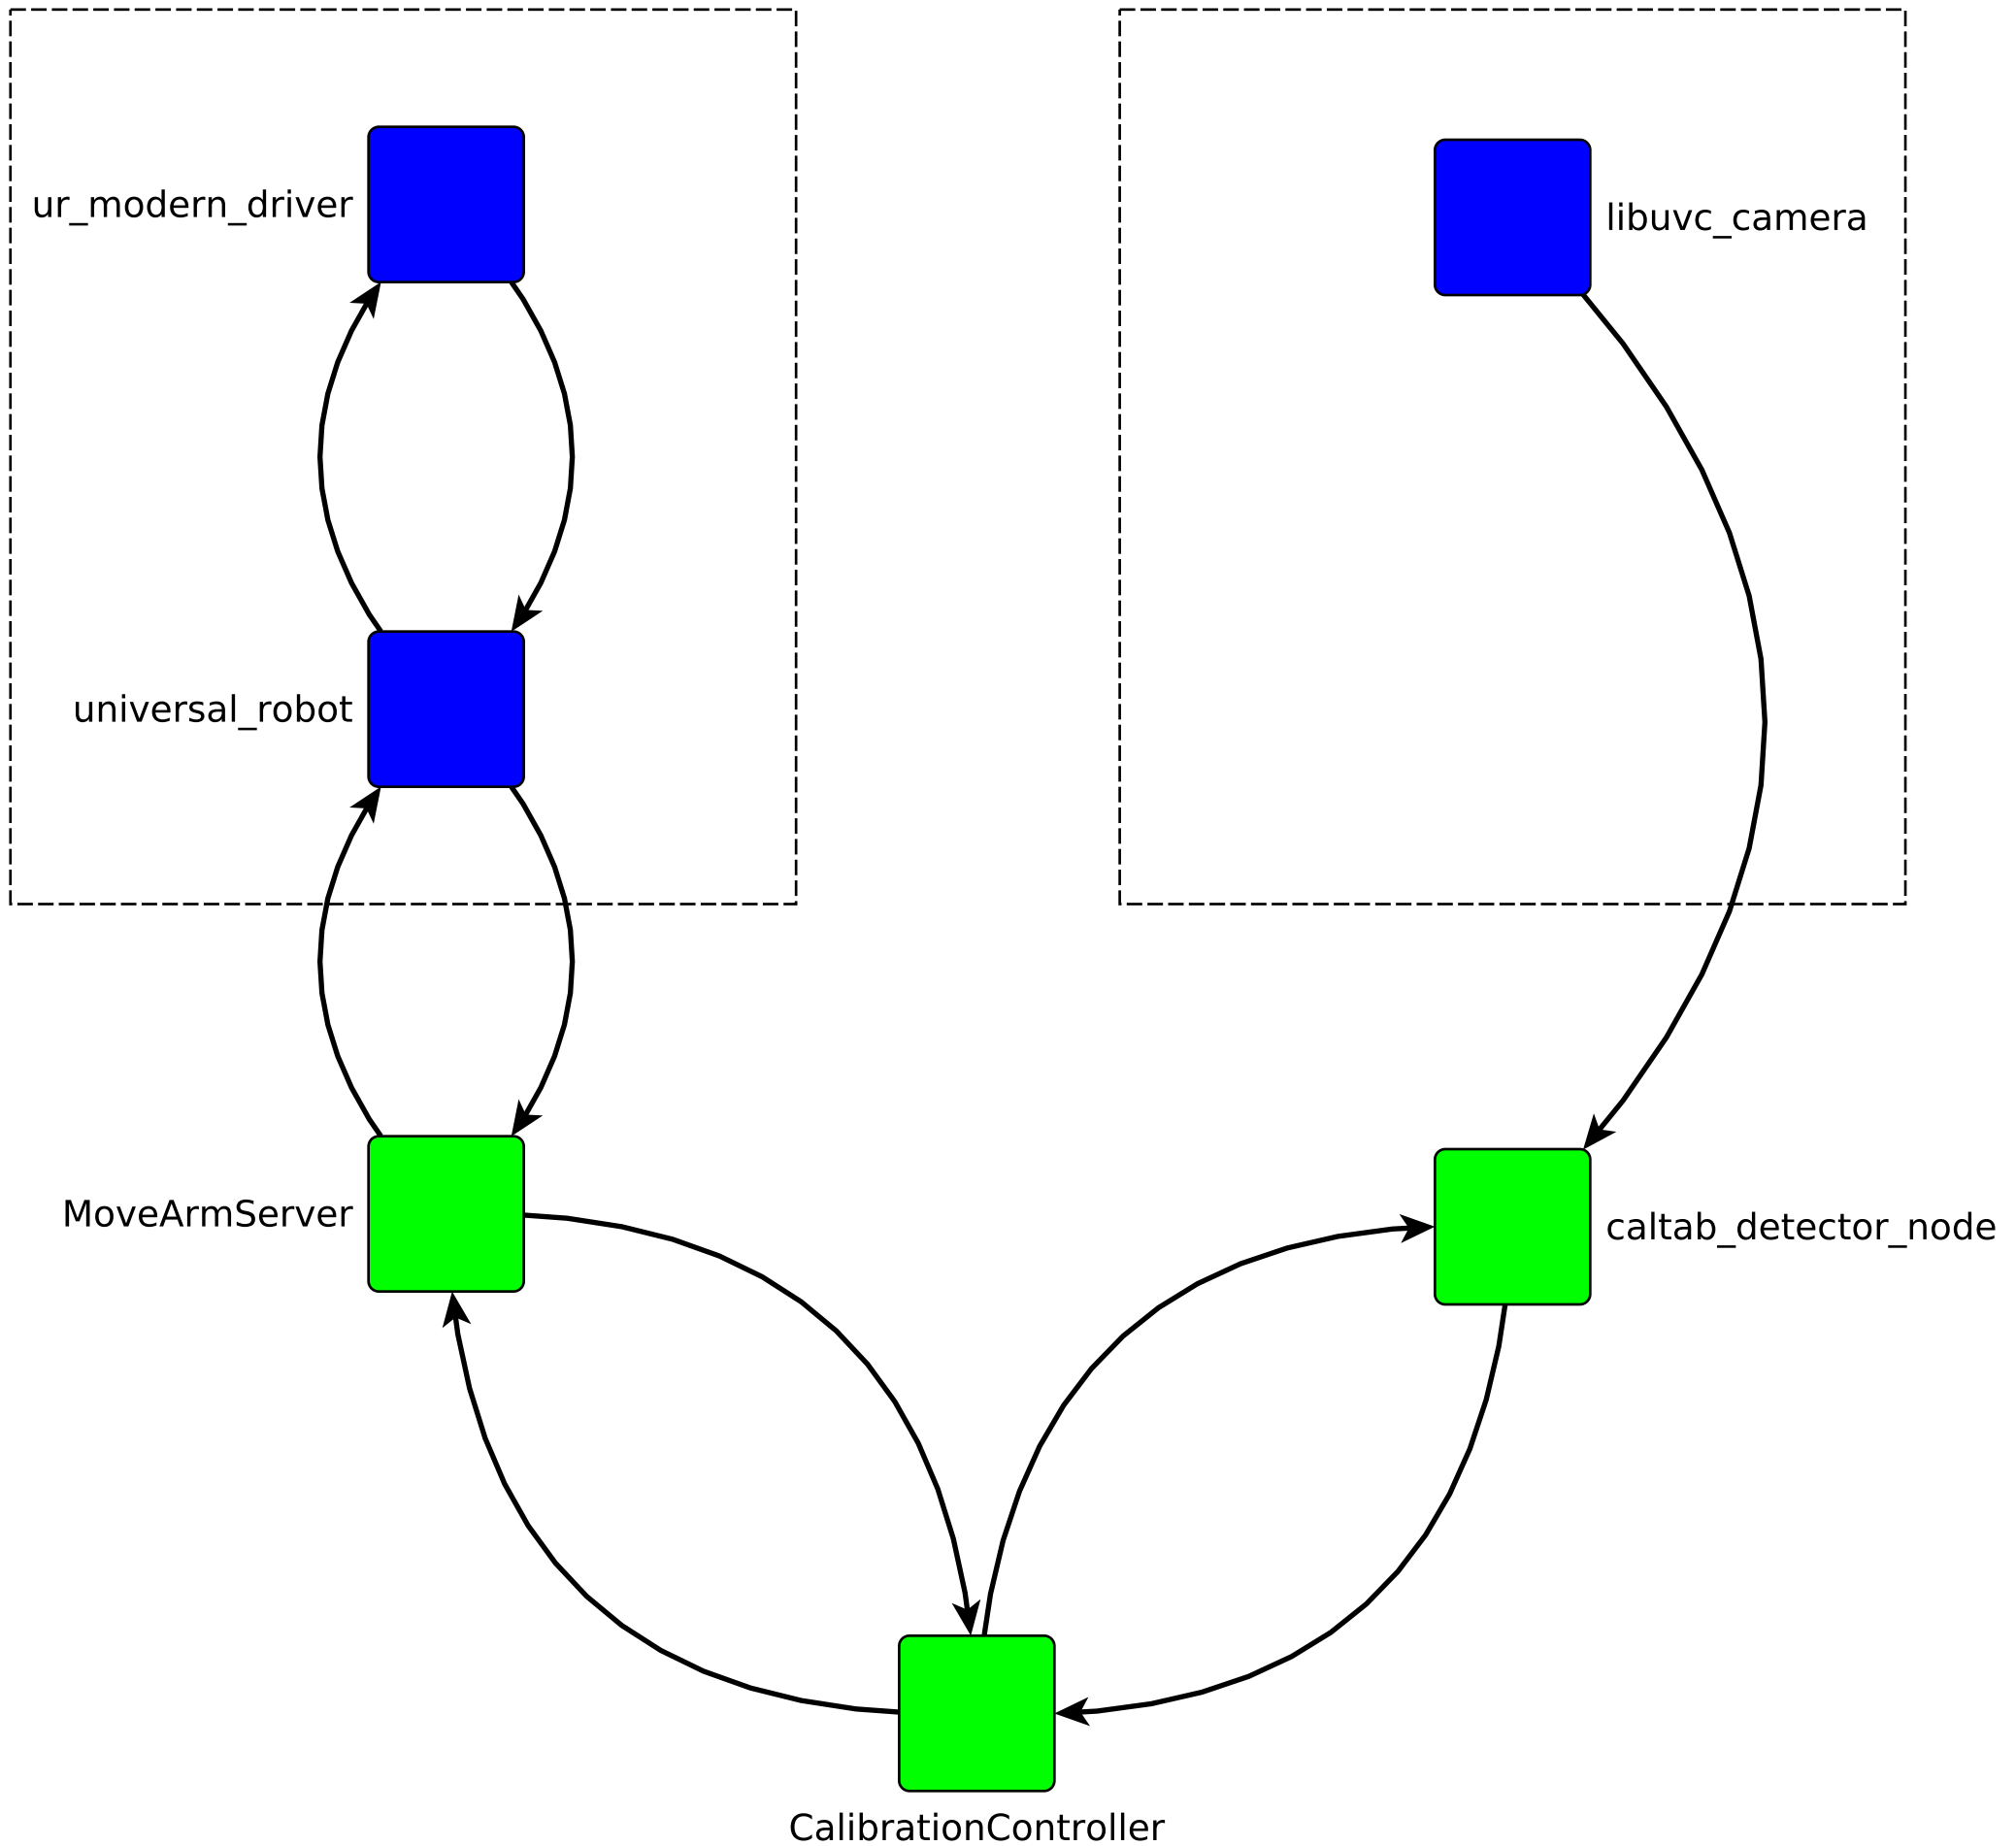 ur_modern_driver
libuvc_camera
universal_robot
MoveArmServer
caltab_detector_node
CalibrationController